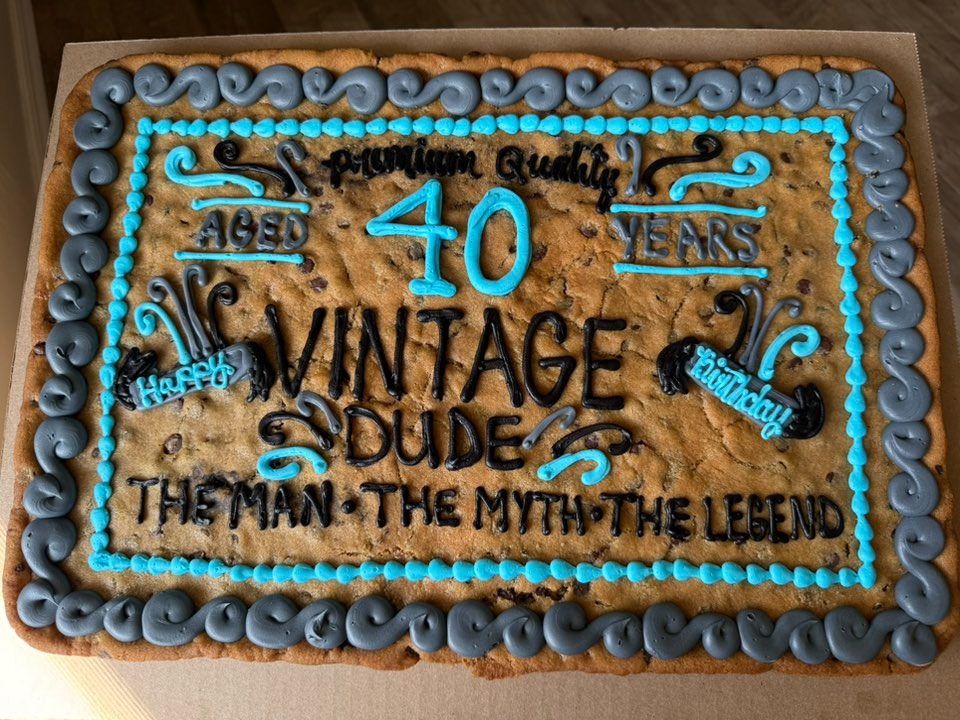 Premium Quality
AGED 40 YEARS
Happy VINTAGE Birthday
DUDE
THE MAN • THE MYTH • THE LEGEND